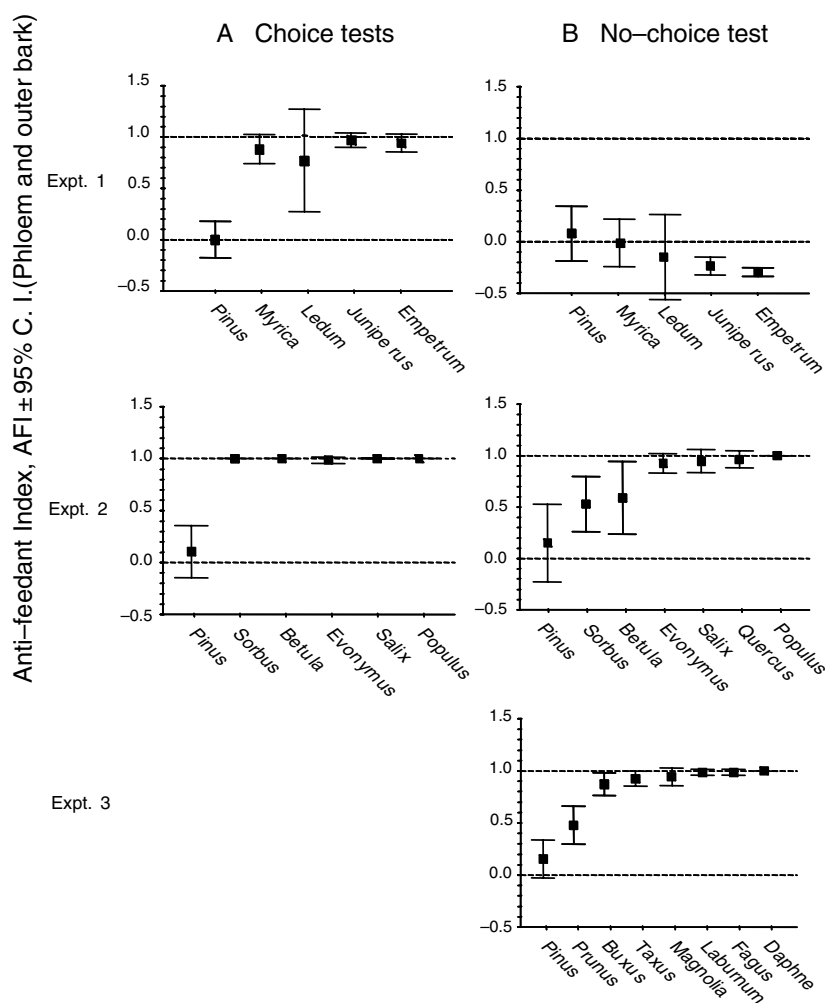 A Choice tests
B No–choice test
Anti–feedant Index, AFI ± 95% C. I.(Phloem and outer bark)
Expt. 1
1.5
1.0
0.5
0.0
–0.5
Pinus
Myrica
Ledum
Juniperus
Empetrum
1.5
1.0
0.5
0.0
–0.5
Pinus
Myrica
Ledum
Juniperus
Empetrum
Expt. 2
1.5
1.0
0.5
0.0
–0.5
Pinus
Sorbus
Betula
Evonymus
Salix
Populus
1.5
1.0
0.5
0.0
–0.5
Pinus
Sorbus
Betula
Evonymus
Salix
Quercus
Populus
Expt. 3
1.5
1.0
0.5
0.0
–0.5
Pinus
Prunus
Buxus
Taxus
Magnolia
Laburnum
Fagus
Daphne